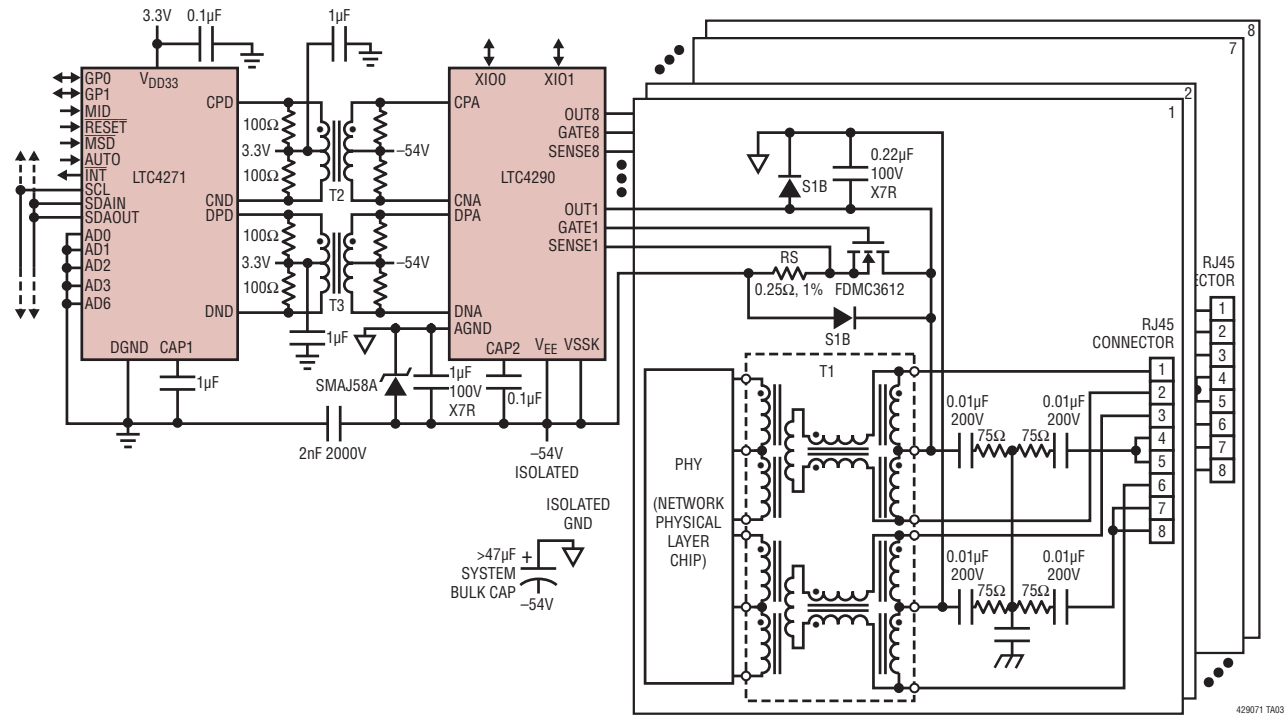 3.3V
0.1µF
1µF
GP0
GP1
MID
RESET
MSD
AUTO
INT
SCL
SDAIN
SDAOUT
AD0
AD1
AD2
AD3
AD6
VDD33
LTC4271
CPD
CND
DPD
DND
DGND
CAP1
100Ω
3.3V
100Ω
T2
–54V
100Ω
3.3V
100Ω
T3
–54V
1µF
1µF
2nF 2000V
SMAJ58A
1µF
100V
X7R
0.1µF
XIO0
XIO1
CPA
LTC4290
CNA
DPA
DNA
AGND
CAP2
VEE
VSSK
OUT8
GATE8
SENSE8
OUT1
GATE1
SENSE1
–54V
ISOLATED
ISOLATED
GND
>47µF
+
SYSTEM
BULK CAP
–54V
8
7
2
1
S1B
0.22µF
100V
X7R
RS
0.25Ω, 1%
FDMC3612
S1B
T1
PHY
(NETWORK
PHYSICAL
LAYER
CHIP)
0.01µF
200V
0.01µF
200V
75Ω
75Ω
0.01µF
200V
0.01µF
200V
75Ω
75Ω
RJ45
CONNECTOR
1
2
3
4
5
6
7
8
RJ45
ECTOR
1
2
3
4
5
6
7
8
429071 TA03